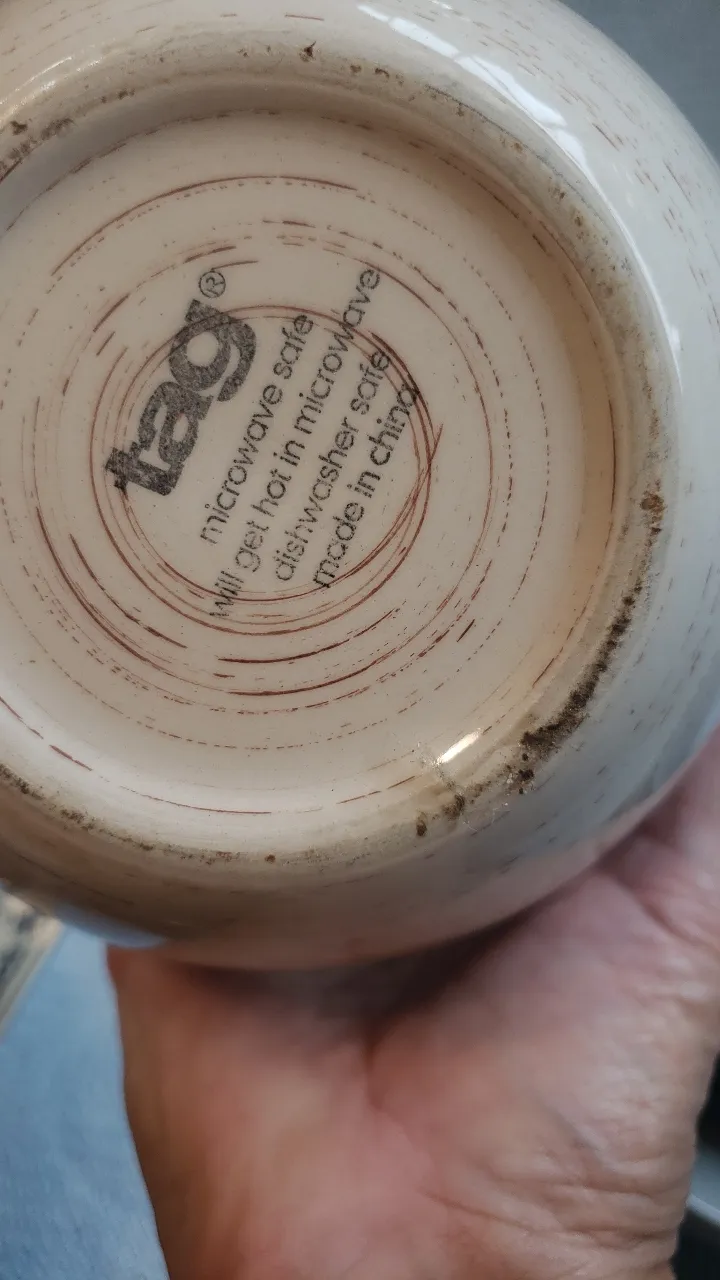 tag®
microwave safe
will get hot in microwave
dishwasher safe
made in china